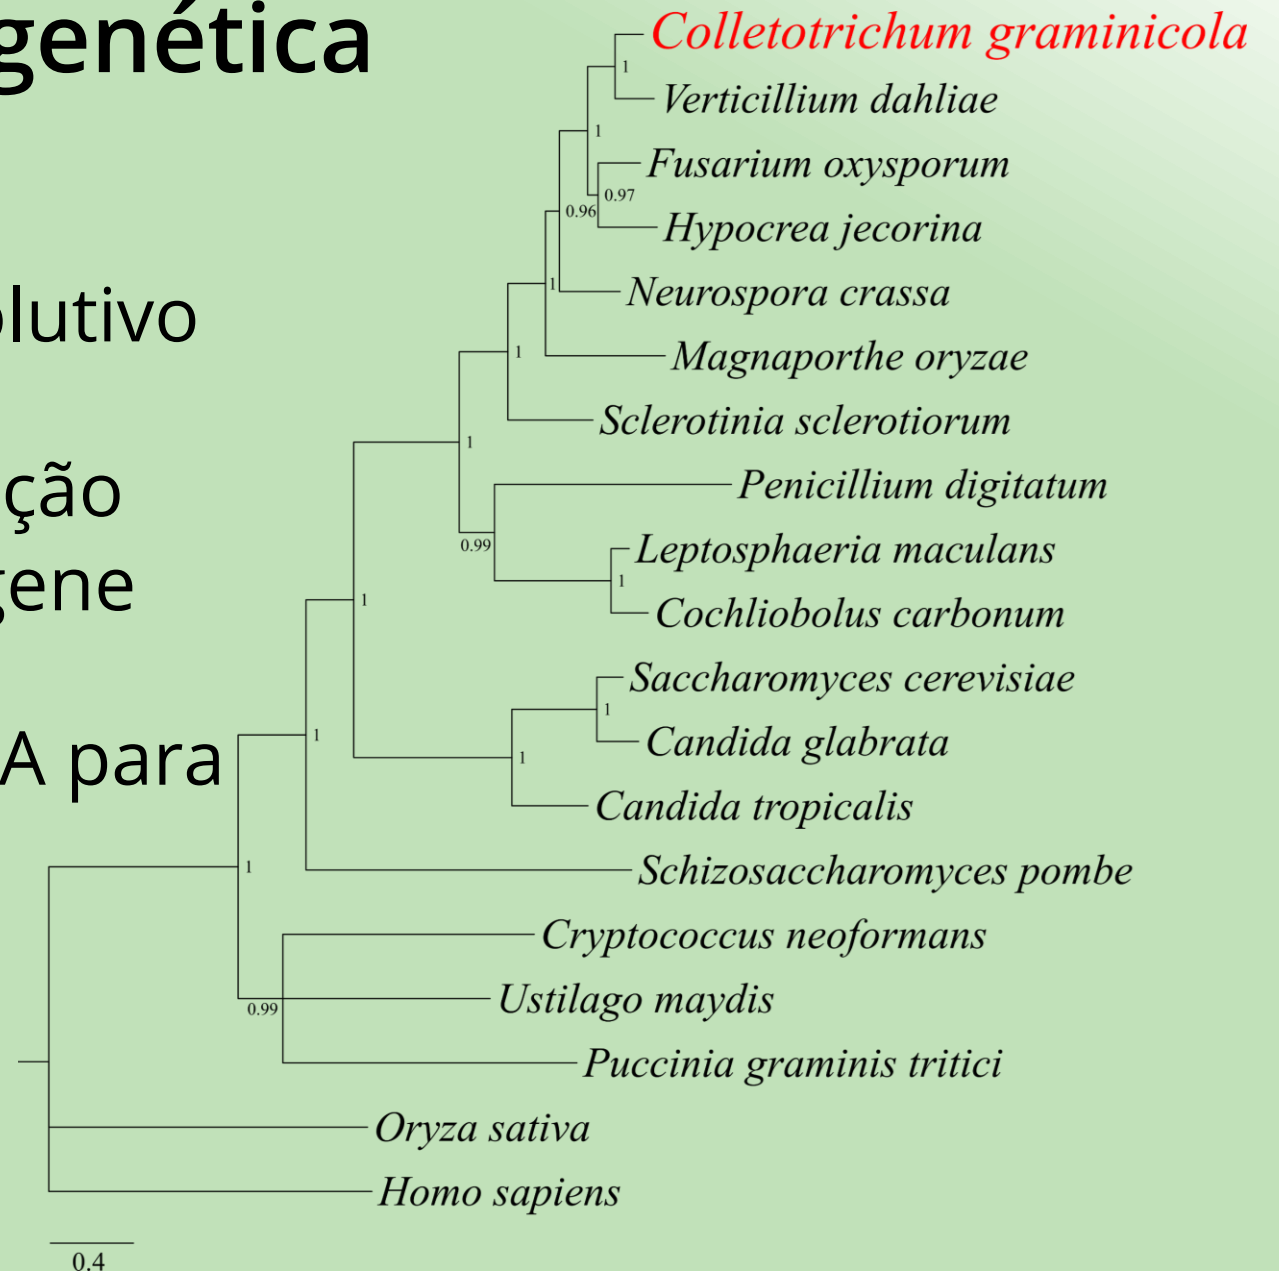 genética
olutivo
ção
gene
A para
Colletotrichum graminicola
1
Verticillium dahliae
1
Fusarium oxysporum
0.97
0.96
Hypocrea jecorina
1
Neurospora crassa
1
Magnaporthe oryzae
Sclerotinia sclerotiorum
1
Penicillium digitatum
0.99
Leptosphaeria maculans
1
Cochliobolus carbonum
1
Saccharomyces cerevisiae
1
Candida glabrata
1
1
Candida tropicalis
1
Schizosaccharomyces pombe
Cryptococcus neoformans
0.99
Ustilago maydis
Puccinia graminis tritici
Oryza sativa
Homo sapiens
0.4